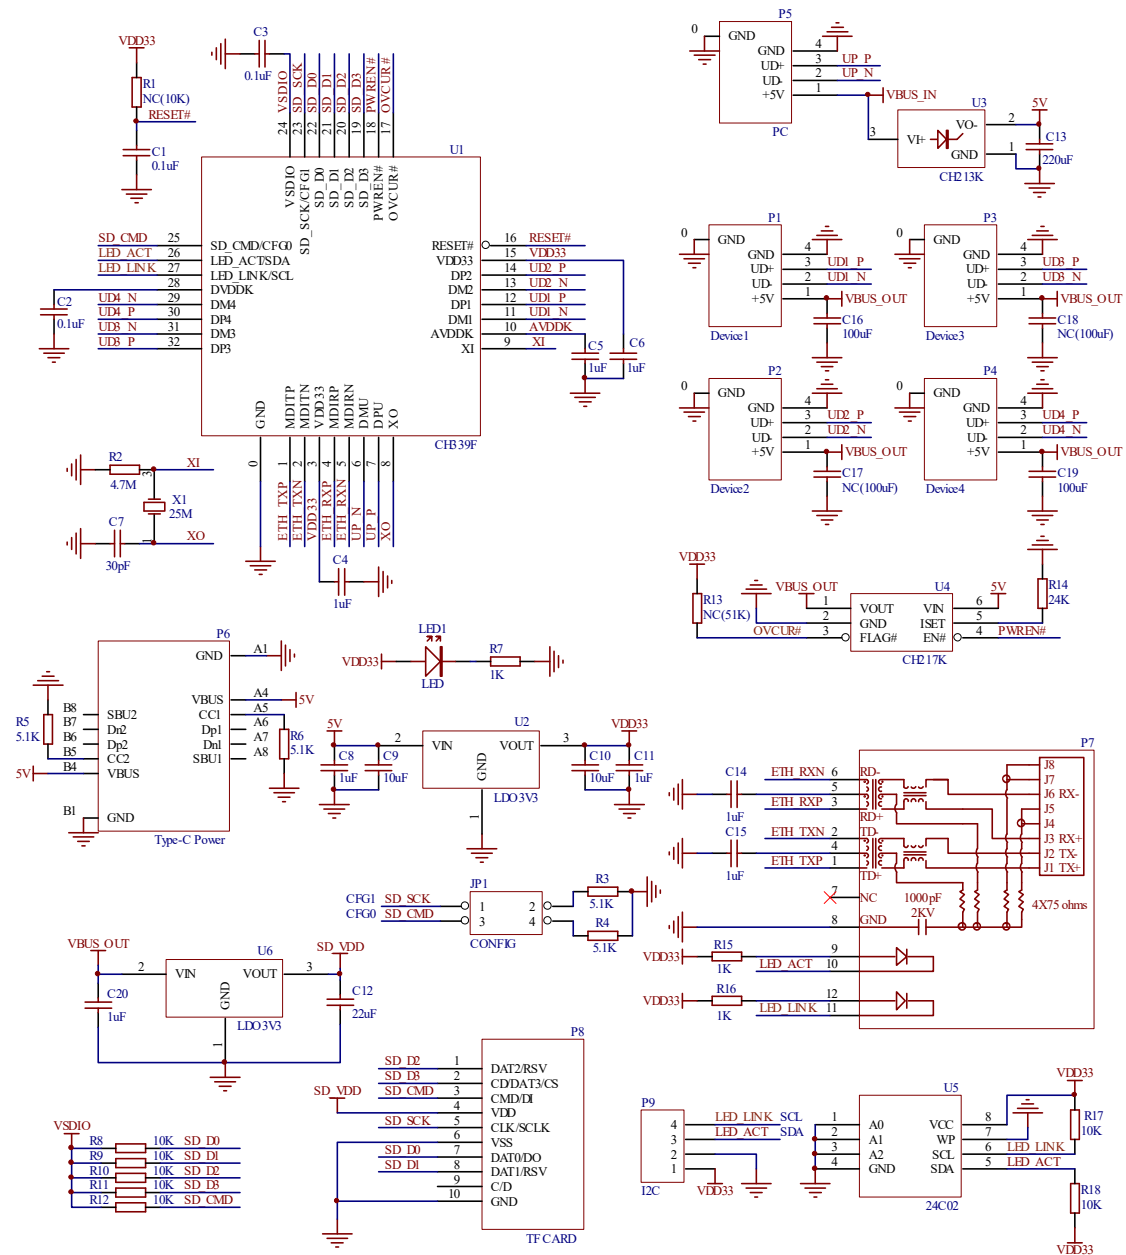 VDD33
R1
NC(10K)
RESET#
C1
0.1uF
C3
0.1uF
VSDIO
SD_SCK
SD_D0
SD_D1
SD_D2
SD_D3
PWREN#
OVCUR#
24
23
22
21
20
19
18
17
U1
VSDIO
SD_SCK/CFG1
SD_D0
SD_D1
SD_D2
SD_D3
PWREN#
OVCUR#
SD_CMD 25 SD_CMD/CFG0
LED_ACT 26 LED_ACT/SDA
LED_LINK 27 LED_LINK/SCL
28 DVDDK
UD4_N 29 DM4
UD4_P 30 DP4
UD3_N 31 DM3
UD3_P 32 DP3
C2
0.1uF
RESET# 16 RESET#
VDD33 15 VDD33
DP2 14 UD2_P
DM2 13 UD2_N
DP1 12 UD1_P
DM1 11 UD1_N
AVDDK 10 AVDDK
XI 9 XI
C5
1uF
C6
1uF
GND
MDITP
MDITN
VDD33
MDIRP
MDIRN
DMU
DPU
XO
CH339F
0
1
2
3
4
5
6
7
8
ETH_TXP
ETH_TXN
VDD33
ETH_RXP
ETH_RXN
UP_N
UP_P
XO
C4
1uF
R2
4.7M
XI
3
X1
25M
C7
1
XO
30pF
P5
0 GND
GND 4
UD+ 3 UP_P
UD- 2 UP_N
+5V 1 VBUS_IN
PC
U3
5V
3 VI+
VO- 2
GND 1
CH213K
C13
220uF
P1
0 GND
GND 4
UD+ 3 UD1_P
UD- 2 UD1_N
+5V 1 VBUS_OUT
Device1
C16
100uF
P3
0 GND
GND 4
UD+ 3 UD3_P
UD- 2 UD3_N
+5V 1 VBUS_OUT
Device3
C18
NC(100uF)
P2
0 GND
GND 4
UD+ 3 UD2_P
UD- 2 UD2_N
+5V 1 VBUS_OUT
Device2
C17
NC(100uF)
P4
0 GND
GND 4
UD+ 3 UD4_P
UD- 2 UD4_N
+5V 1 VBUS_OUT
Device4
C19
100uF
VDD33
R13
NC(51K)
OVCUR#
VBUS_OUT
U4
5V
1 VOUT VIN 6
2 GND ISET 5
3 FLAG# EN# 4
PWREN#
CH217K
R14
24K
P6
GND A1
VBUS A4 5V
CC1 A5
Dp1 A6
Dn1 A7
SBU1 A8
B8 SBU2
B7 Dn2
B6 Dp2
B5 CC2
5V B4 VBUS
B1 GND
R5
5.1K
R6
5.1K
Type-C Power
LED1
VDD33
LED
R7
1K
5V
C8
1uF
C9
10uF
U2
2 VIN VOUT 3
GND
1
LDO3V3
VDD33
C10
10uF
C11
1uF
JP1
CFG1 SD_SCK 1 2
CFG0 SD_CMD 3 4
CONFIG
R3
5.1K
R4
5.1K
P7
C14
1uF
C15
1uF
ETH_RXN 6 RD-
5
ETH_RXP 3 RD+
ETH_TXN 2 TD-
4
ETH_TXP 1 TD+
7 NC
8 GND
1000pF
2KV
4X75 ohms
J8
J7
J6 RX-
J5
J4
J3 RX+
J2 TX-
J1 TX+
VDD33 R15 9
1K LED_ACT 10
VDD33 R16 12
1K LED_LINK 11
VBUS_OUT
C20
1uF
U6
2 VIN VOUT 3
GND
1
LDO3V3
SD_VDD
C12
22uF
P8
SD_D2 1 DAT2/RSV
SD_D3 2 CD/DAT3/CS
SD_CMD 3 CMD/DI
SD_VDD 4 VDD
SD_SCK 5 CLK/SCLK
6 VSS
SD_D0 7 DAT0/DO
SD_D1 8 DAT1/RSV
9 C/D
10 GND
TF CARD
VSDIO
R8 10K SD_D0
R9 10K SD_D1
R10 10K SD_D2
R11 10K SD_D3
R12 10K SD_CMD
P9
4 LED_LINK SCL
3 LED_ACT SDA
2
1
I2C
VDD33
U5
1 A0 VCC 8
2 A1 WP 7
3 A2 SCL 6 LED_LINK
4 GND SDA 5 LED_ACT
24C02
VDD33
R17
10K
R18
10K
VDD33